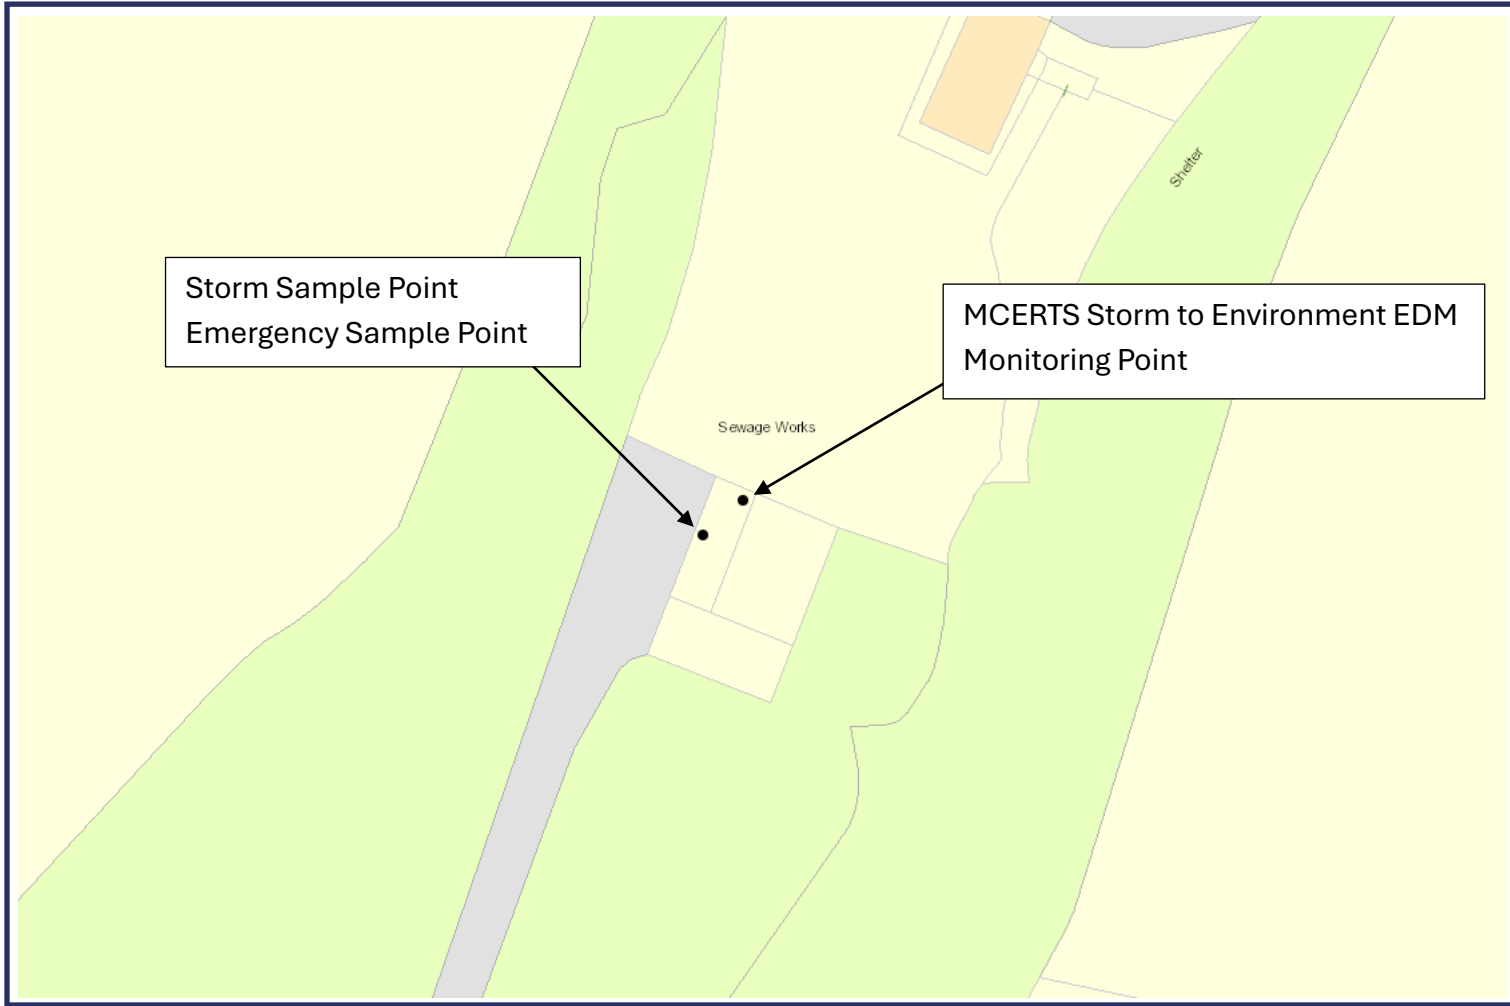 Shelter
Storm Sample Point
Emergency Sample Point
MCERTS Storm to Environment EDM
Monitoring Point
Sewage Works